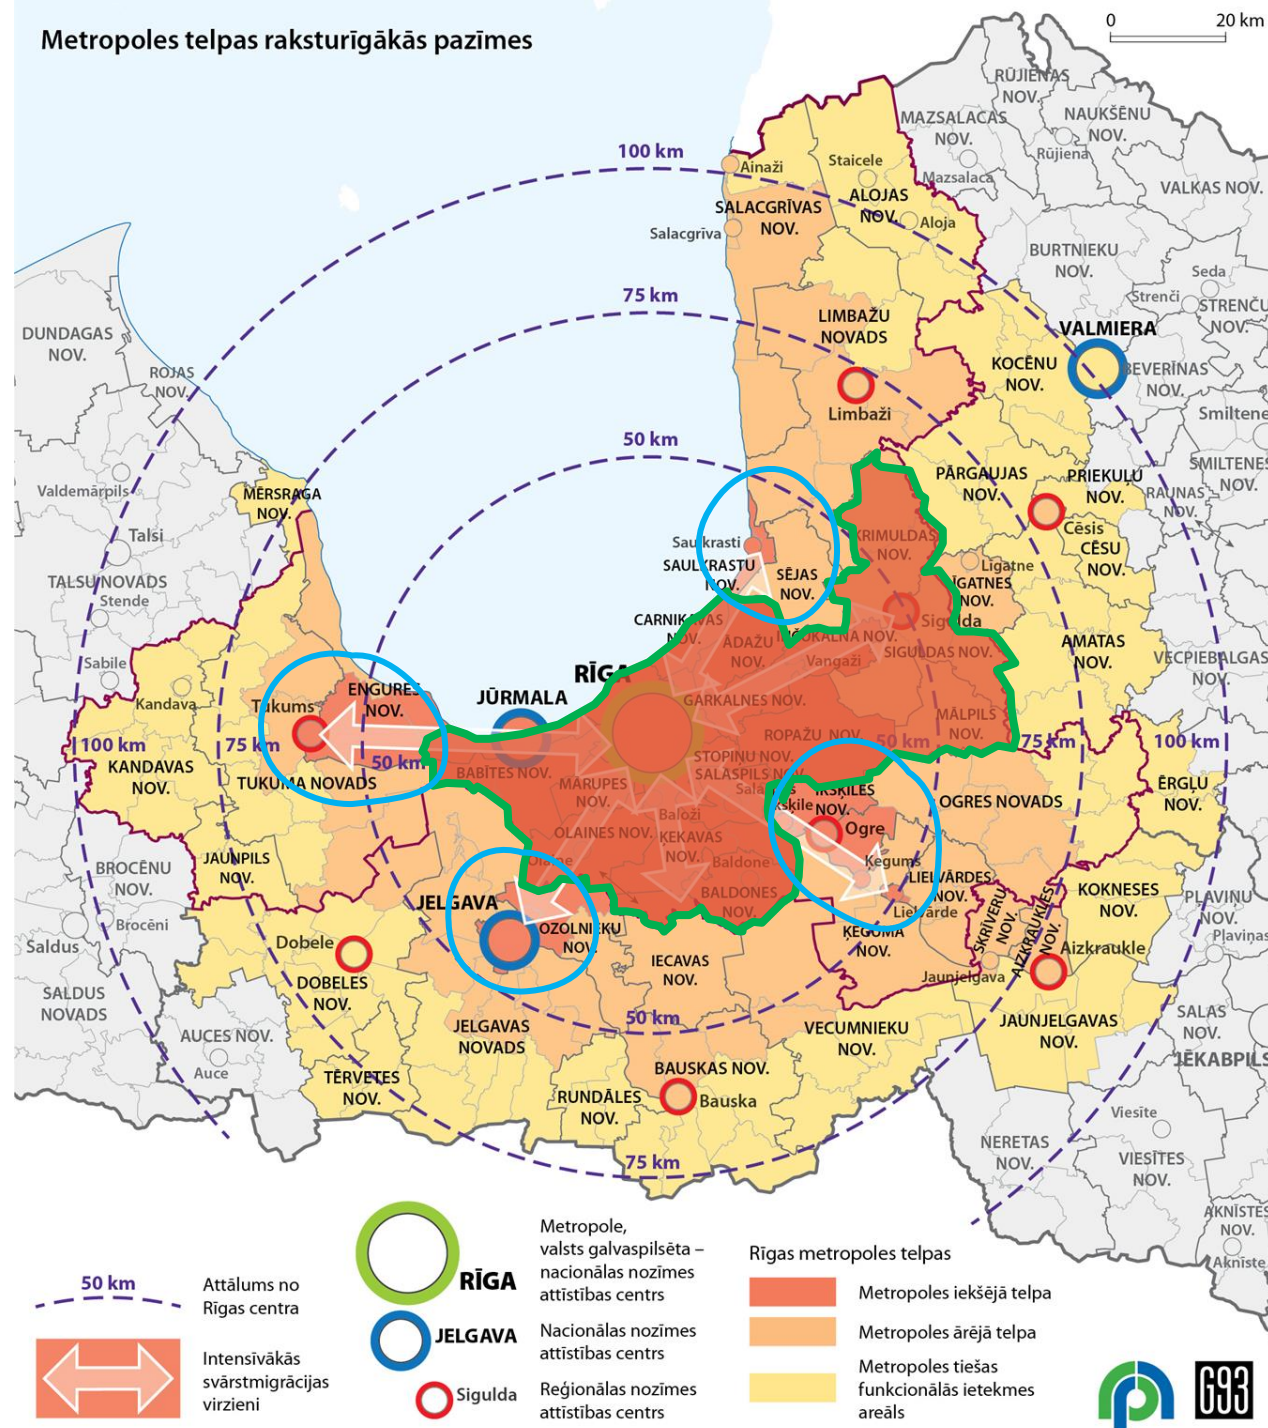 Metropoles telpas raksturīgākās pazīmes
0 20 km
RŪJIENAS
NOV.
MAZSALACAS
NOV.
NAUKŠĒNU
NOV.
Rūjiena
Mazsalaca
VALKAS NOV.
100 km
Ainaži
Staicele
ALOJAS
NOV.
Aloja
SALACGRĪVAS
NOV.
Salacgrīva
BURTNIEKU
NOV.
Seda
Strenči
STRENČU
NOV.
75 km
LIMBAŽU
NOVADS
VALMIERA
DUNDAGAS
NOV.
ROJAS
NOV.
KOCĒNU
NOV.
BEVERĪNAS
NOV.
Limbaži
Smiltene
50 km
Valdemārpils
MĒRSRAGA
NOV.
PĀRGAUJAS
NOV.
PRIEKUĻU
NOV.
SMILTENES
NOV.
RAUNAS
NOV.
Talsi
Cēsis
CĒSU
NOV.
Saulkrasti
SAULKRASTU
NOV.
SĒJAS
NOV.
KRIMULDAS
NOV.
Līgatne
LĪGATNES
NOV.
TALSU NOVADS
Stende
CARNIKAVAS
NOV.
ĀDAŽU
NOV.
INČUKALNA NOV.
Vangaži
Sigulda
SIGULDAS NOV.
AMATAS
NOV.
VECPIEBALGAS
NOV.
Sabile
Kandava
Tukums
ENGURES
NOV.
JŪRMALA
RĪGA
GARKALNES NOV.
MĀLPILS
NOV.
ROPAŽU NOV.
100 km
KANDAVAS
NOV.
75 km
50 km
50 km
75 km
100 km
TUKUMA NOVADS
BABĪTES NOV.
MĀRUPES
NOV.
STOPIŅU NOV.
SALASPILS NOV.
IKŠĶILES
NOV.
Ogre
OGRES NOVADS
ĒRGĻU
NOV.
Baloži
OLAINES NOV.
ĶEKAVAS
NOV.
Olaine
Baldone
BALDONES
NOV.
Ķegums
LIELVĀRDES
NOV.
Lielvārde
ĶEGUMA
NOV.
JAUNPILS
NOV.
BROCĒNU
NOV.
Brocēni
Saldus
JELGAVA
OZOLNIEKU
NOV.
KOKNESES
NOV.
PĻAVIŅU
NOV.
Pļaviņas
SKRĪVERU
NOV.
AIZKRAUKLES
NOV.
Aizkraukle
Jaunjelgava
Dobele
DOBELES
NOV.
IECAVAS
NOV.
SALDUS
NOVADS
AUCES NOV.
Auce
50 km
JELGAVAS
NOVADS
VECUMNIEKU
NOV.
JAUNJELGAVAS
NOV.
SALAS
NOV.
JĒKABPILS
TĒRVETES
NOV.
RUNDĀLES
NOV.
BAUSKAS NOV.
Bauska
Viesīte
NERETAS
NOV.
VIESĪTES
NOV.
75 km
AKNĪSTES
NOV.
Aknīste
50 km
Attālums no
Rīgas centra
Intensīvākās
svārstmigrācijas
virzieni
RĪGA
Metropole,
valsts galvaspilsēta –
nacionālas nozīmes
attīstības centrs
JELGAVA
Nacionālas nozīmes
attīstības centrs
Sigulda
Reģionālas nozīmes
attīstības centrs
Rīgas metropoles telpas
Metropoles iekšējā telpa
Metropoles ārējā telpa
Metropoles tiešas
funkcionālās ietekmes
areāls
G93